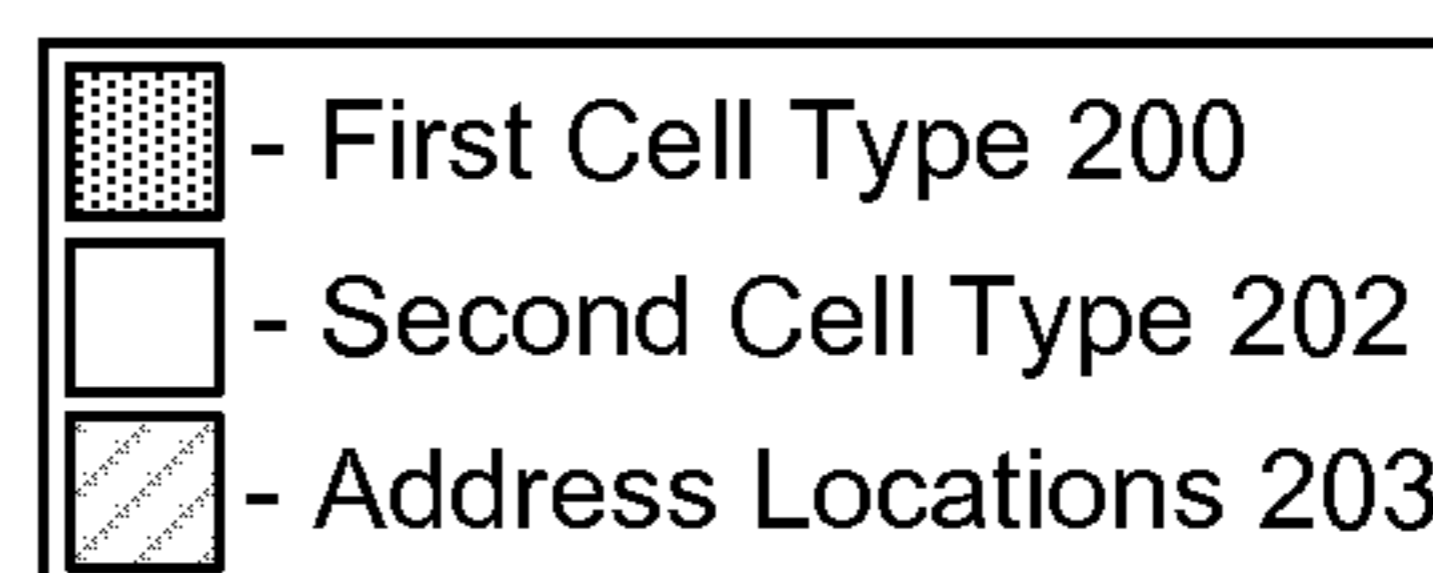 - First Cell Type 200
- Second Cell Type 202
- Address Locations 203